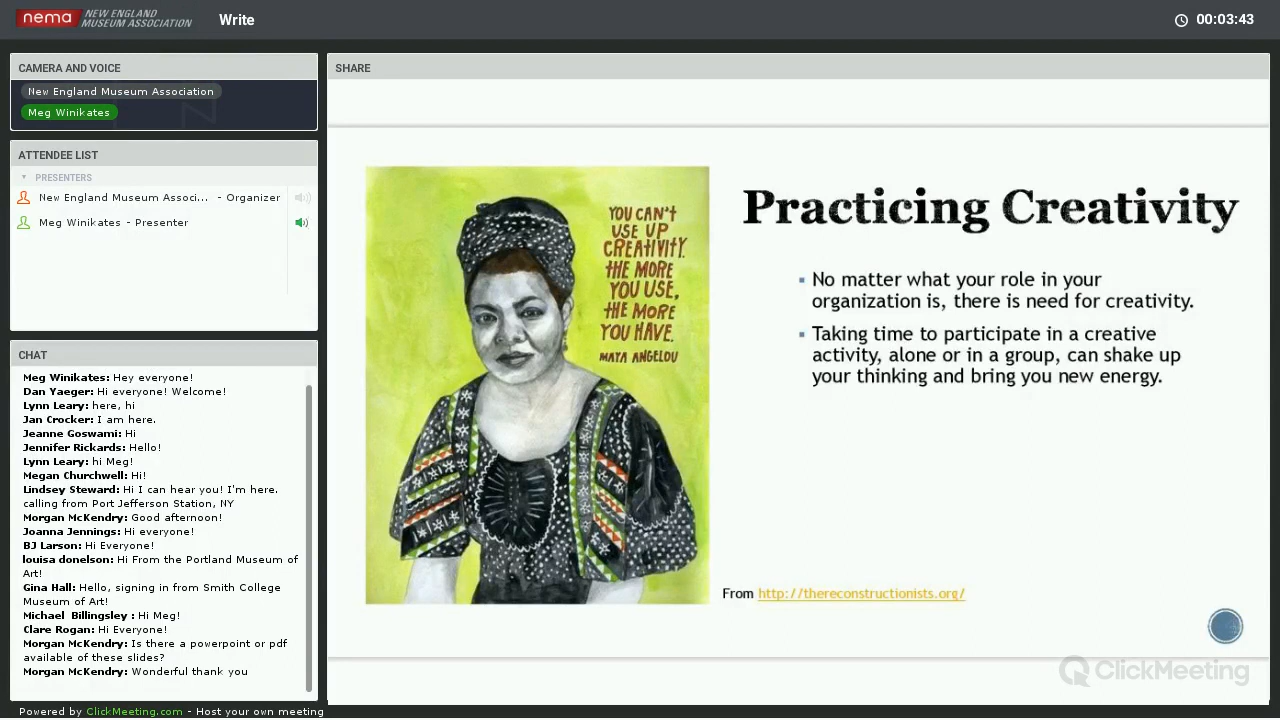 nema NEW ENGLAND
MUSEUM ASSOCIATION
Write
00:03:43
CAMERA AND VOICE
New England Museum Association
Meg Winikates
ATTENDEE LIST
PRESENTERS
New England Museum Associ... - Organizer
Meg Winikates - Presenter
CHAT
Meg Winikates: Hey everyone!
Dan Yaeger: Hi everyone! Welcome!
Lynn Leary: here, hi
Jan Crocker: I am here.
Jeanne Goswami: Hi
Jennifer Rickards: Hello!
Lynn Leary: hi Meg!
Megan Churchwell: Hi!
Lindsey Steward: Hi I can hear you! I'm here.
calling from Port Jefferson Station, NY
Morgan McKendry: Good afternoon!
Joanna Jennings: Hi everyone!
BJ Larson: Hi Everyone!
louisa donelson: Hi From the Portland Museum of
Art!
Gina Hall: Hello, signing in from Smith College
Museum of Art!
Michael Billingsley : Hi Meg!
Clare Rogan: Hi Everyone!
Morgan McKendry: Is there a powerpoint or pdf
available of these slides?
Morgan McKendry: Wonderful thank you
Powered by ClickMeeting.com - Host your own meeting
SHARE
YOU CAN'T
USE UP
CREATIVITY.
THE MORE
YOU USE,
THE MORE
YOU HAVE.
MAYA ANGELOU
Practicing Creativity
No matter what your role in your
organization is, there is need for creativity.
Taking time to participate in a creative
activity, alone or in a group, can shake up
your thinking and bring you new energy.
From http://thereconstructionists.org/
ClickMeeting